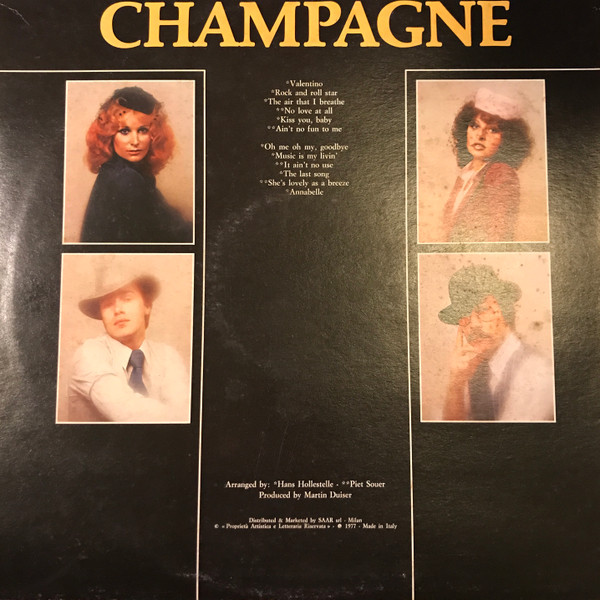 CHAMPAGNE
*Valentino
*Rock and roll star
*The air that I breathe
**No love at all
*Kiss you, baby
**Ain't no fun to me
*Oh me oh my, goodbye
*Music is my livin'
**It ain't no use
*The last song
**She's lovely as a breeze
*Annabelle
Arranged by: *Hans Hollestelle - **Piet Souer
Produced by Martin Duiser
Distributed & Marketed by SAAR srl - Milan
© «Proprietà Artistica e Letteraria Riservata» - ℗ 1977 - Made in Italy